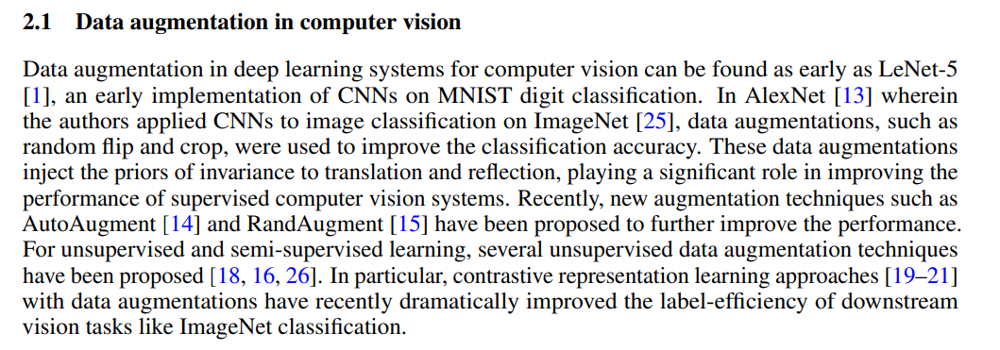 2.1 Data augmentation in computer vision
Data augmentation in deep learning systems for computer vision can be found as early as LeNet-5
[1], an early implementation of CNNs on MNIST digit classification. In AlexNet [13] wherein
the authors applied CNNs to image classification on ImageNet [25], data augmentations, such as
random flip and crop, were used to improve the classification accuracy. These data augmentations
inject the priors of invariance to translation and reflection, playing a significant role in improving the
performance of supervised computer vision systems. Recently, new augmentation techniques such as
AutoAugment [14] and RandAugment [15] have been proposed to further improve the performance.
For unsupervised and semi-supervised learning, several unsupervised data augmentation techniques
have been proposed [18, 16, 26]. In particular, contrastive representation learning approaches [19–21]
with data augmentations have recently dramatically improved the label-efficiency of downstream
vision tasks like ImageNet classification.